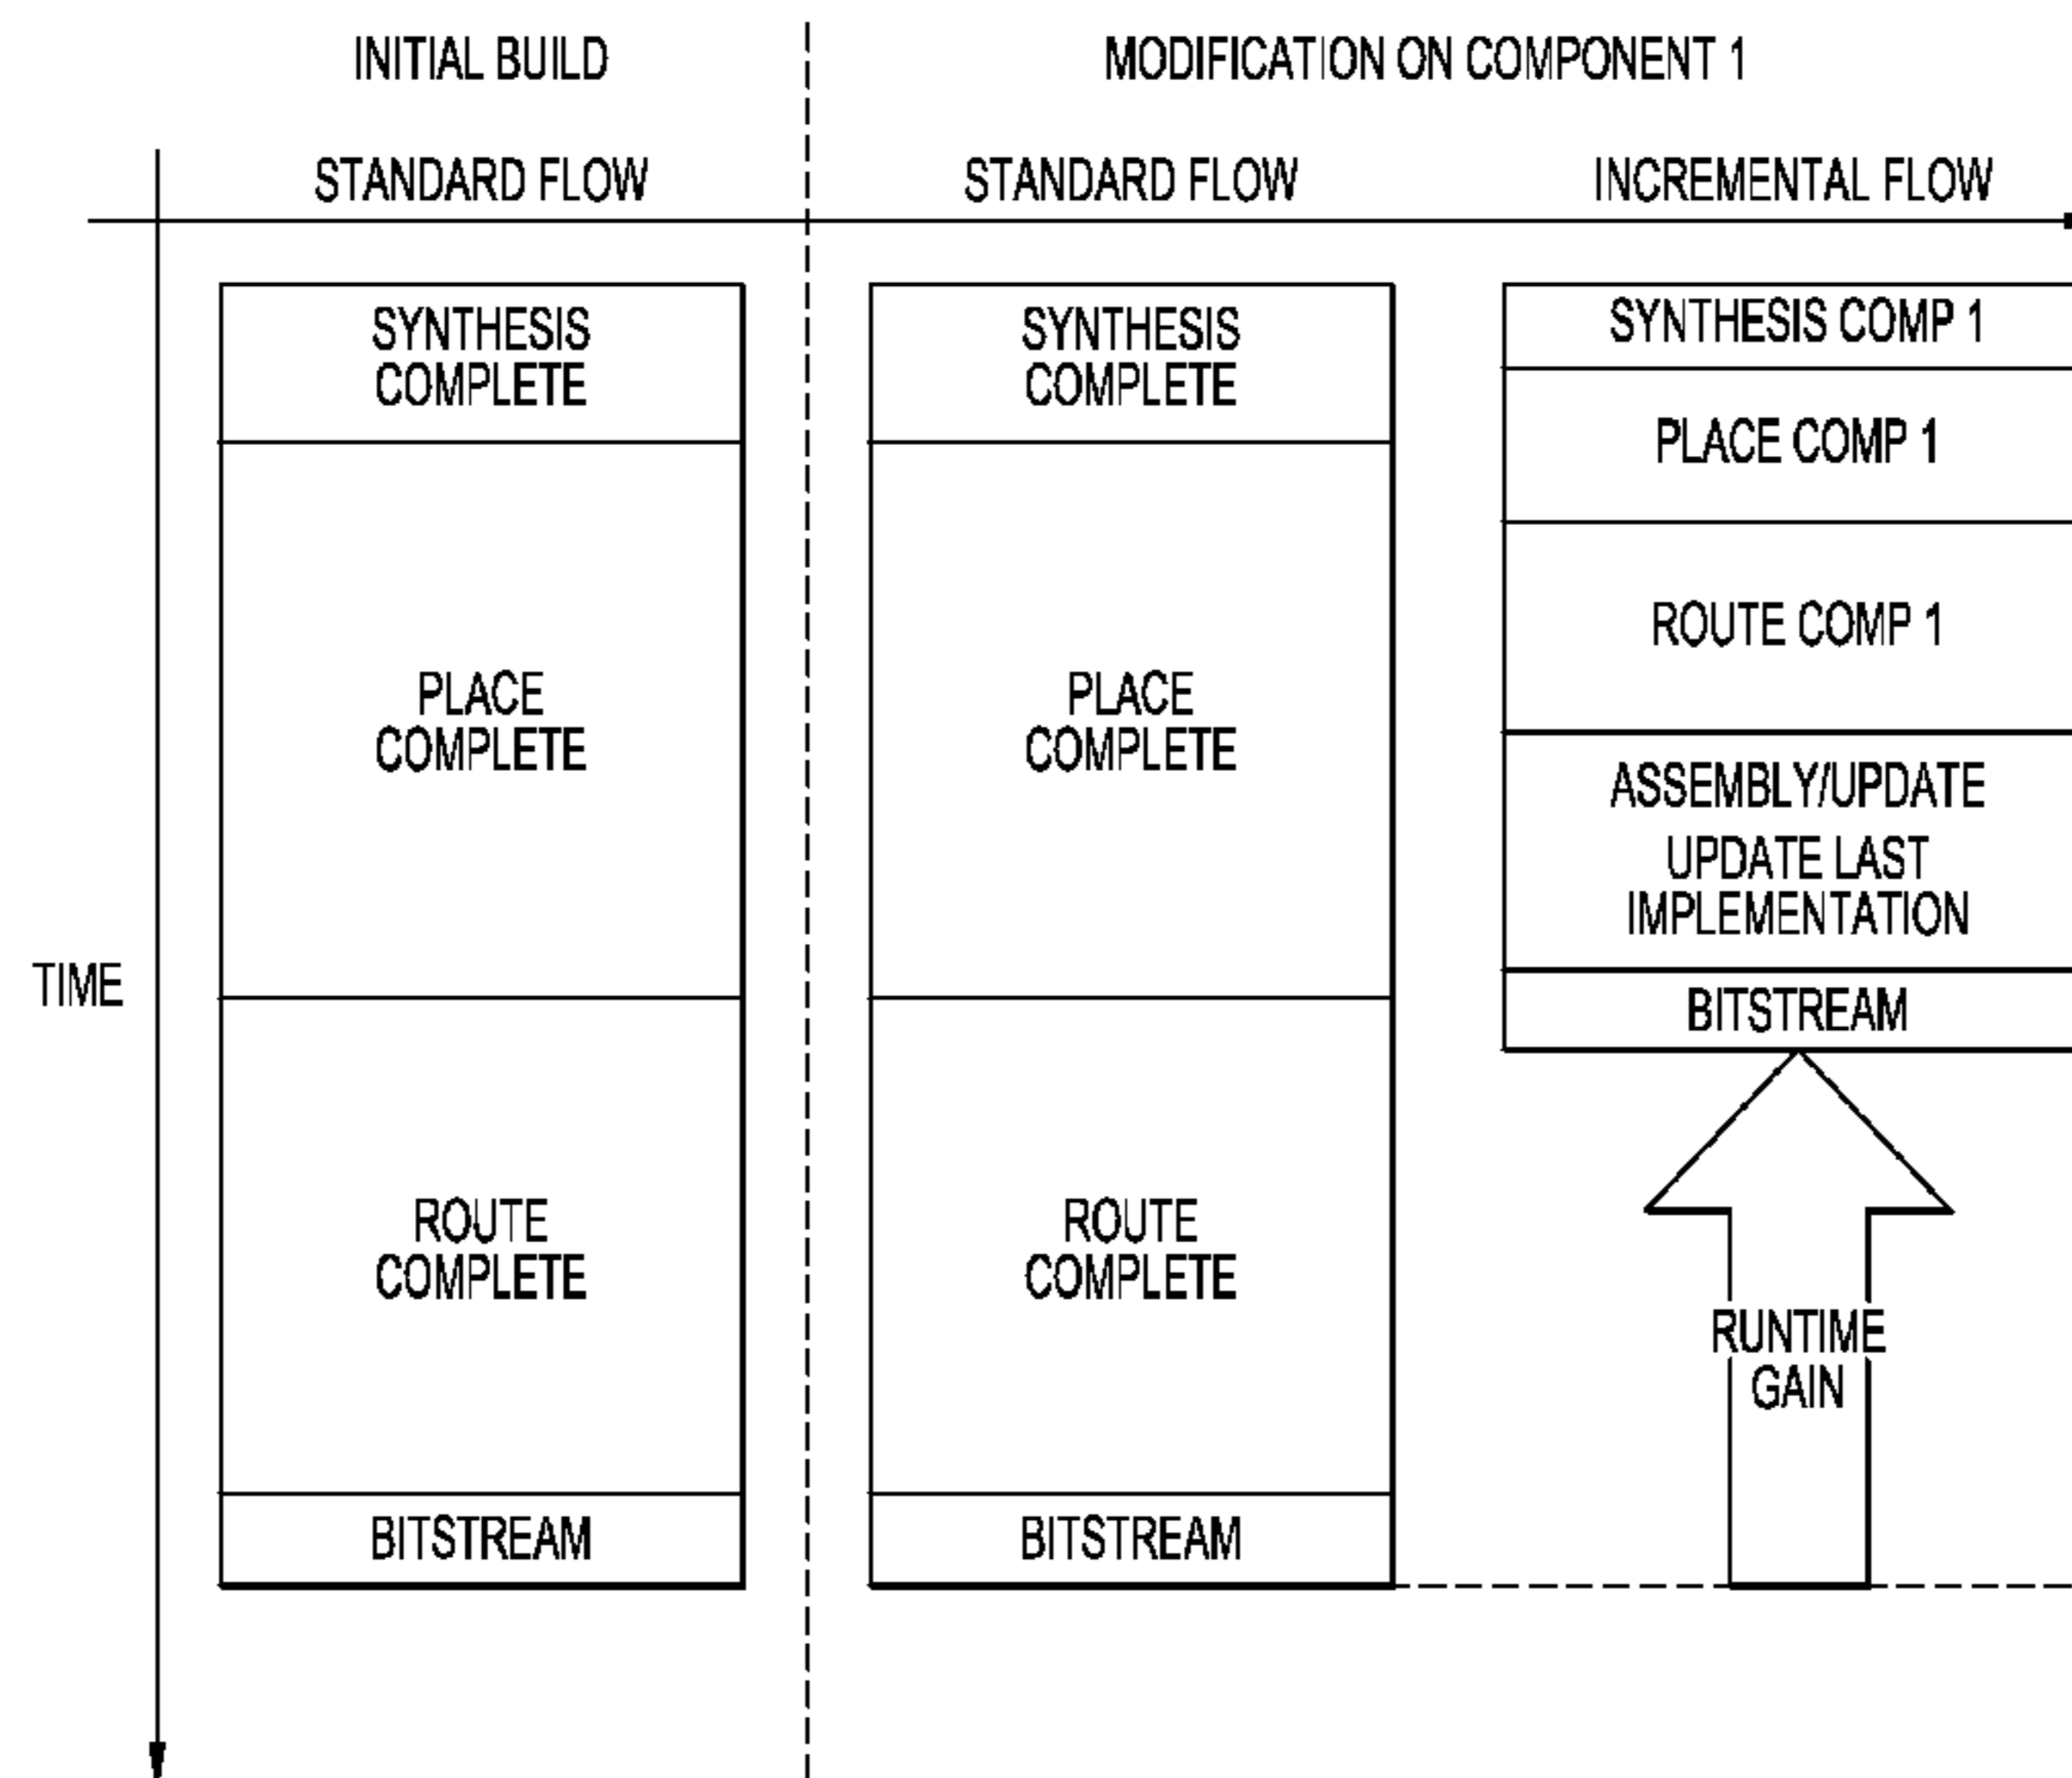 INITIAL BUILD
MODIFICATION ON COMPONENT 1
STANDARD FLOW
STANDARD FLOW
INCREMENTAL FLOW
TIME
SYNTHESIS
COMPLETE
PLACE
COMPLETE
ROUTE
COMPLETE
BITSTREAM
SYNTHESIS
COMPLETE
PLACE
COMPLETE
ROUTE
COMPLETE
BITSTREAM
SYNTHESIS COMP 1
PLACE COMP 1
ROUTE COMP 1
ASSEMBLY/UPDATE
UPDATE LAST
IMPLEMENTATION
BITSTREAM
RUNTIME
GAIN